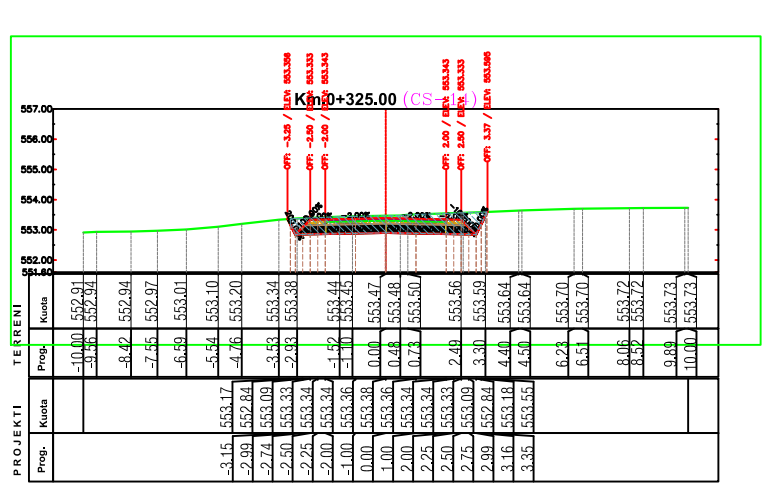 OFF: -3.25 / ELEV: 553.356
OFF: -2.50 / ELEV: 553.333
OFF: -2.00 / ELEV: 553.343
OFF: 2.00 / ELEV: 553.343
OFF: 2.50 / ELEV: 553.333
OFF: 3.37 / ELEV: 553.595
Km 0+325.00 (CS-14)
557.00
556.00
555.00
554.00
553.00
552.00
551.60
-2.00% -2.00%
TERRENI
Kuota 552.91 552.94 552.94 552.97 553.01 553.10 553.20 553.34 553.38 553.44 553.45 553.47 553.48 553.50 553.56 553.59 553.64 553.64 553.70 553.70 553.72 553.72 553.73 553.73
Prog. -10.00 -9.56 -8.42 -7.55 -6.59 -5.54 -4.76 -3.53 -2.93 -1.52 -1.10 0.00 0.48 0.73 2.49 3.30 4.40 4.50 6.23 6.51 8.06 8.52 9.89 10.00
PROJEKTI
Kuota 553.17 552.84 553.09 553.33 553.34 553.34 553.36 553.38 553.36 553.34 553.34 553.33 553.09 552.84 553.18 553.55
Prog. -3.15 -2.99 -2.74 -2.50 -2.25 -2.00 -1.00 0.00 1.00 2.00 2.25 2.50 2.75 2.99 3.16 3.35